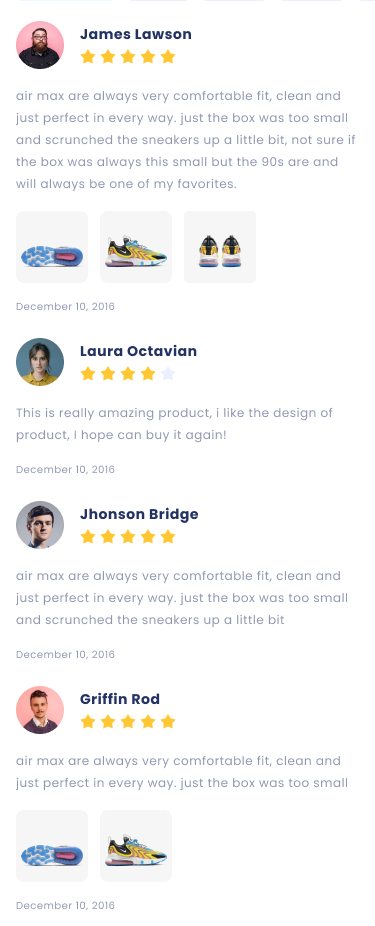 James Lawson
air max are always very comfortable fit, clean and
just perfect in every way. just the box was too small
and scrunched the sneakers up a little bit, not sure if
the box was always this small but the 90s are and
will always be one of my favorites.
December 10, 2016
Laura Octavian
This is really amazing product, i like the design of
product, I hope can buy it again!
December 10, 2016
Jhonson Bridge
air max are always very comfortable fit, clean and
just perfect in every way. just the box was too small
and scrunched the sneakers up a little bit
December 10, 2016
Griffin Rod
air max are always very comfortable fit, clean and
just perfect in every way. just the box was too small
December 10, 2016